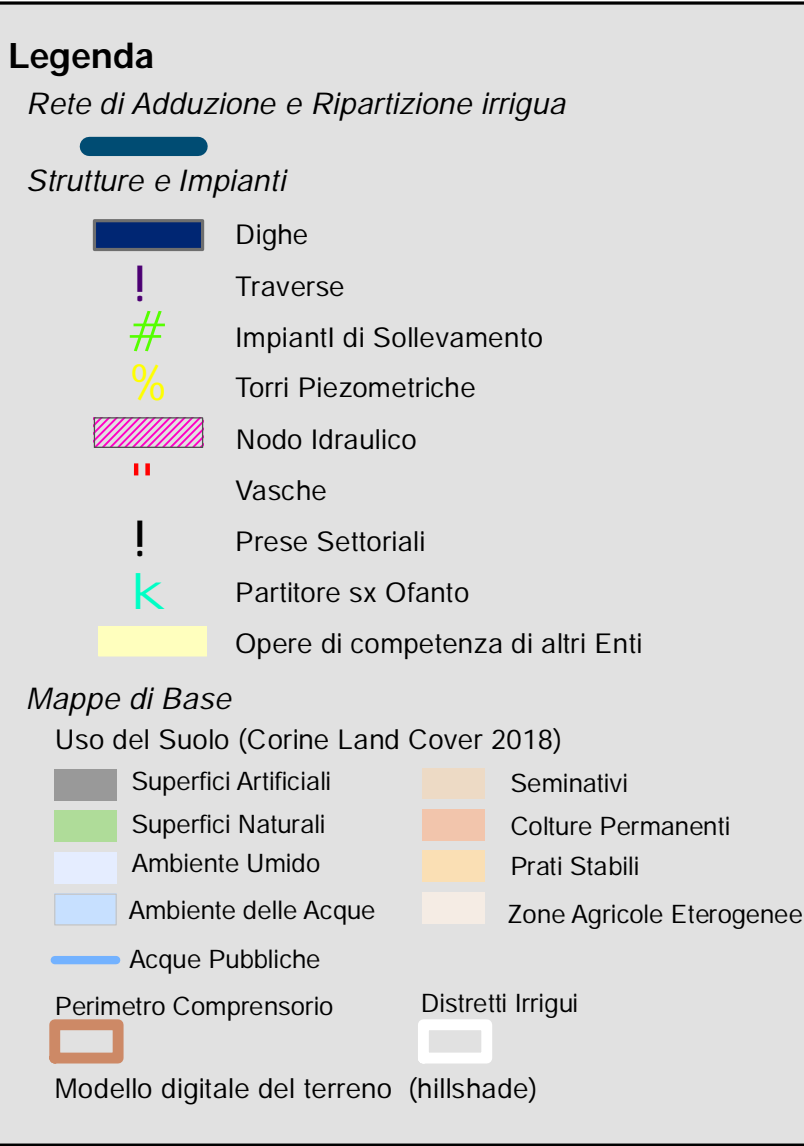 Legenda
Rete di Adduzione e Ripartizione irrigua
Strutture e Impianti
Dighe
! Traverse
# ImpiantI di Sollevamento
% Torri Piezometriche
Nodo Idraulico
" Vasche
! Prese Settoriali
k Partitore sx Ofanto
Opere di competenza di altri Enti
Mappe di Base
Uso del Suolo (Corine Land Cover 2018)
Superfici Artificiali
Superfici Naturali
Ambiente Umido
Ambiente delle Acque
Acque Pubbliche
Seminativi
Colture Permanenti
Prati Stabili
Zone Agricole Eterogenee
Perimetro Comprensorio
Distretti Irrigui
Modello digitale del terreno (hillshade)